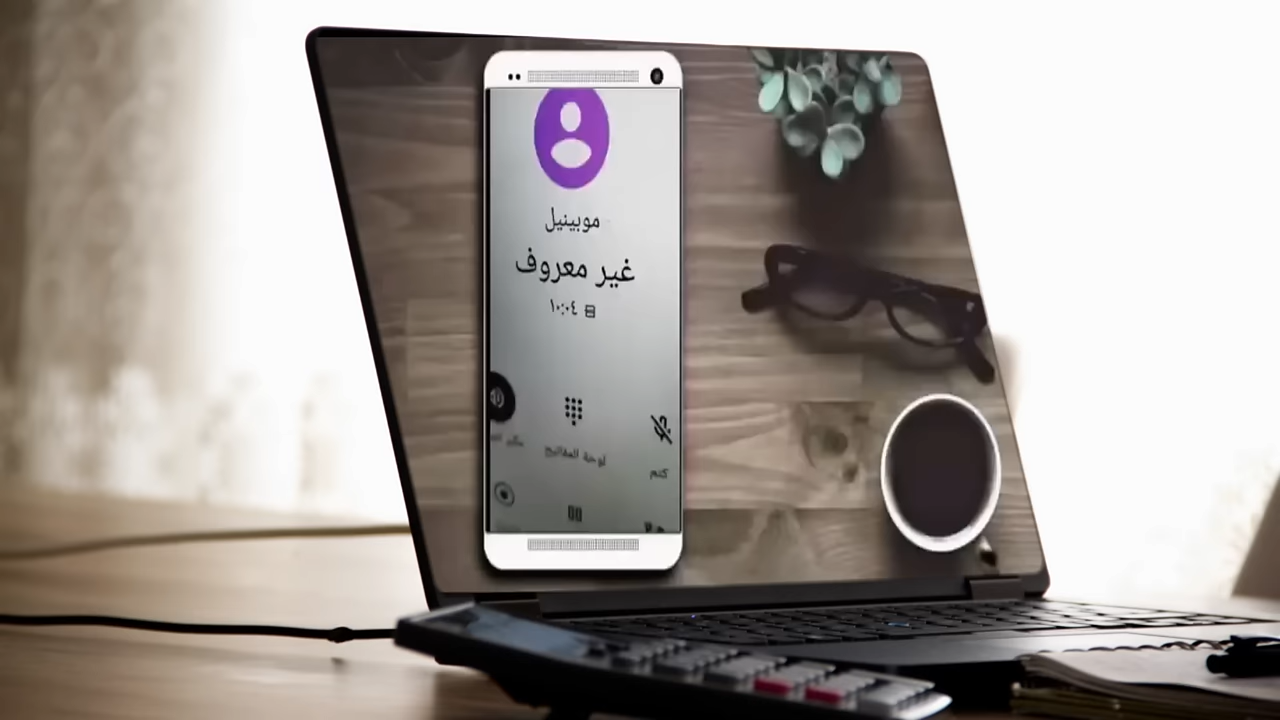 موبينيل
غير معروف
١٠:٠٤
لوحة المفاتيح
كتم